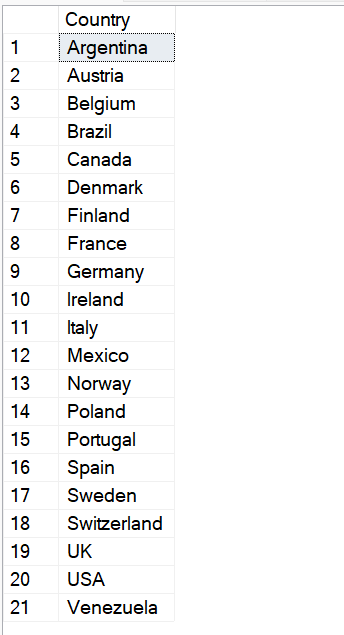 Country
1 Argentina
2 Austria
3 Belgium
4 Brazil
5 Canada
6 Denmark
7 Finland
8 France
9 Germany
10 Ireland
11 Italy
12 Mexico
13 Norway
14 Poland
15 Portugal
16 Spain
17 Sweden
18 Switzerland
19 UK
20 USA
21 Venezuela